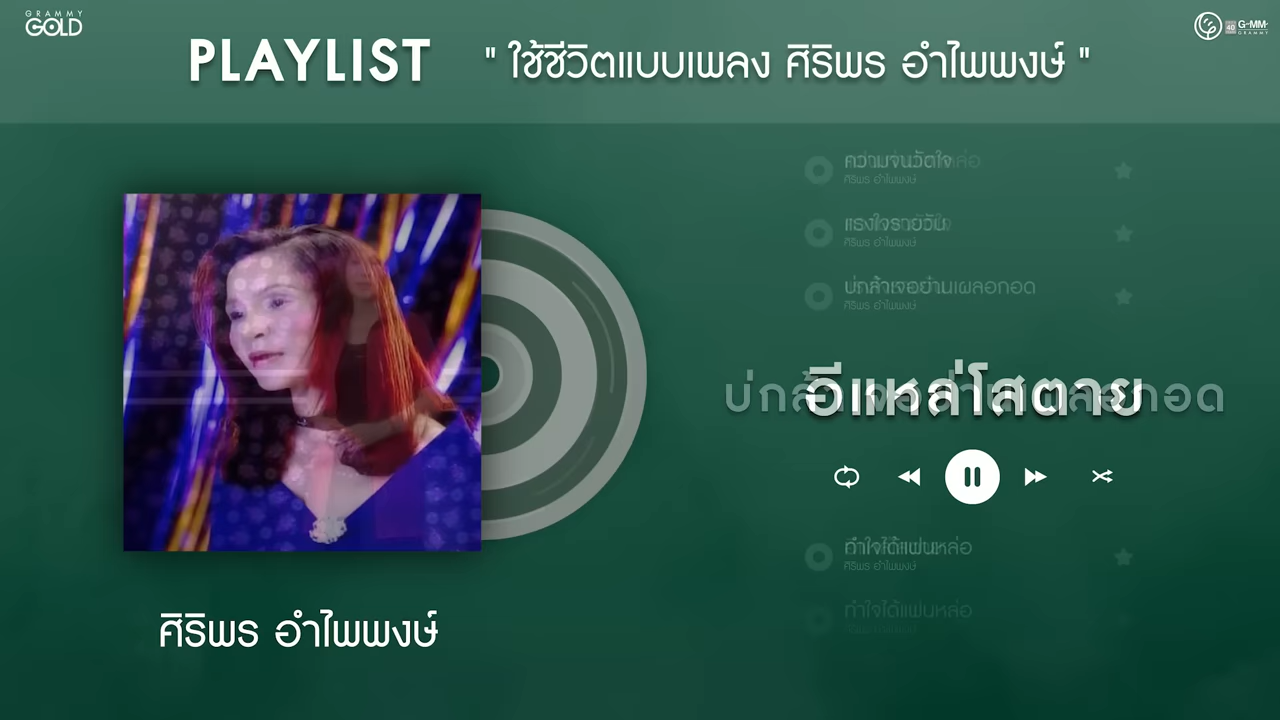 GRAMMY
GOLD
PLAYLIST " ใช้ชีวิตแบบเพลง ศิริพร อำไพพงษ์ "
G-MM-
GRAMMY
ความจนวัดใจ
ศิริพร อำไพพงษ์
แรงใจรายวัน
ศิริพร อำไพพงษ์
บ่กล้าเจออ้ายเผลอกอด
ศิริพร อำไพพงษ์
อีแหล่โสตาย
ทำใจได้แฟนหล่อ
ศิริพร อำไพพงษ์
ทำใจได้แฟนหล่อ
ศิริพร อำไพพงษ์